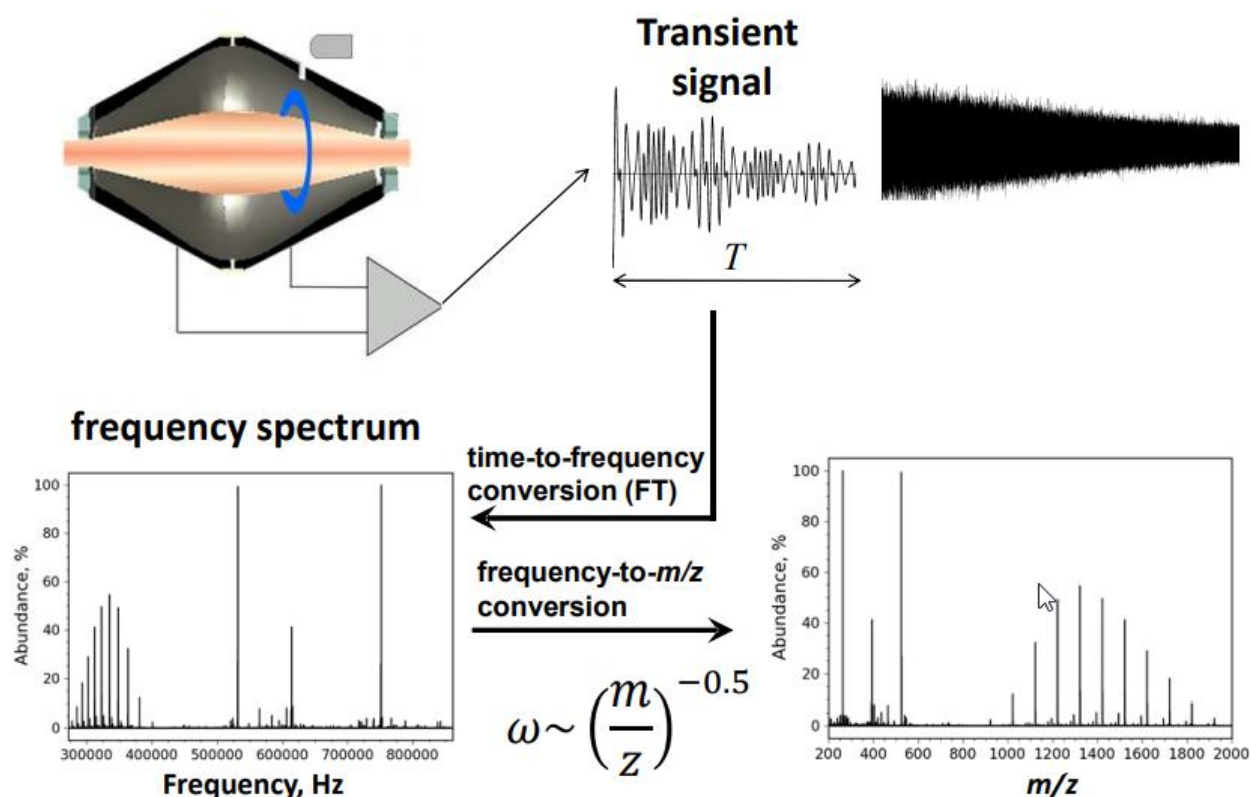 Transient
signal
T
frequency spectrum
time-to-frequency
conversion (FT)
frequency-to-m/z
conversion
ω~(m/z)^−0.5
Abundance, %
100
80
60
40
20
0
300000 400000 500000 600000 700000 800000
Frequency, Hz
Abundance, %
100
80
60
40
20
0
200 400 600 800 1000 1200 1400 1600 1800 2000
m/z